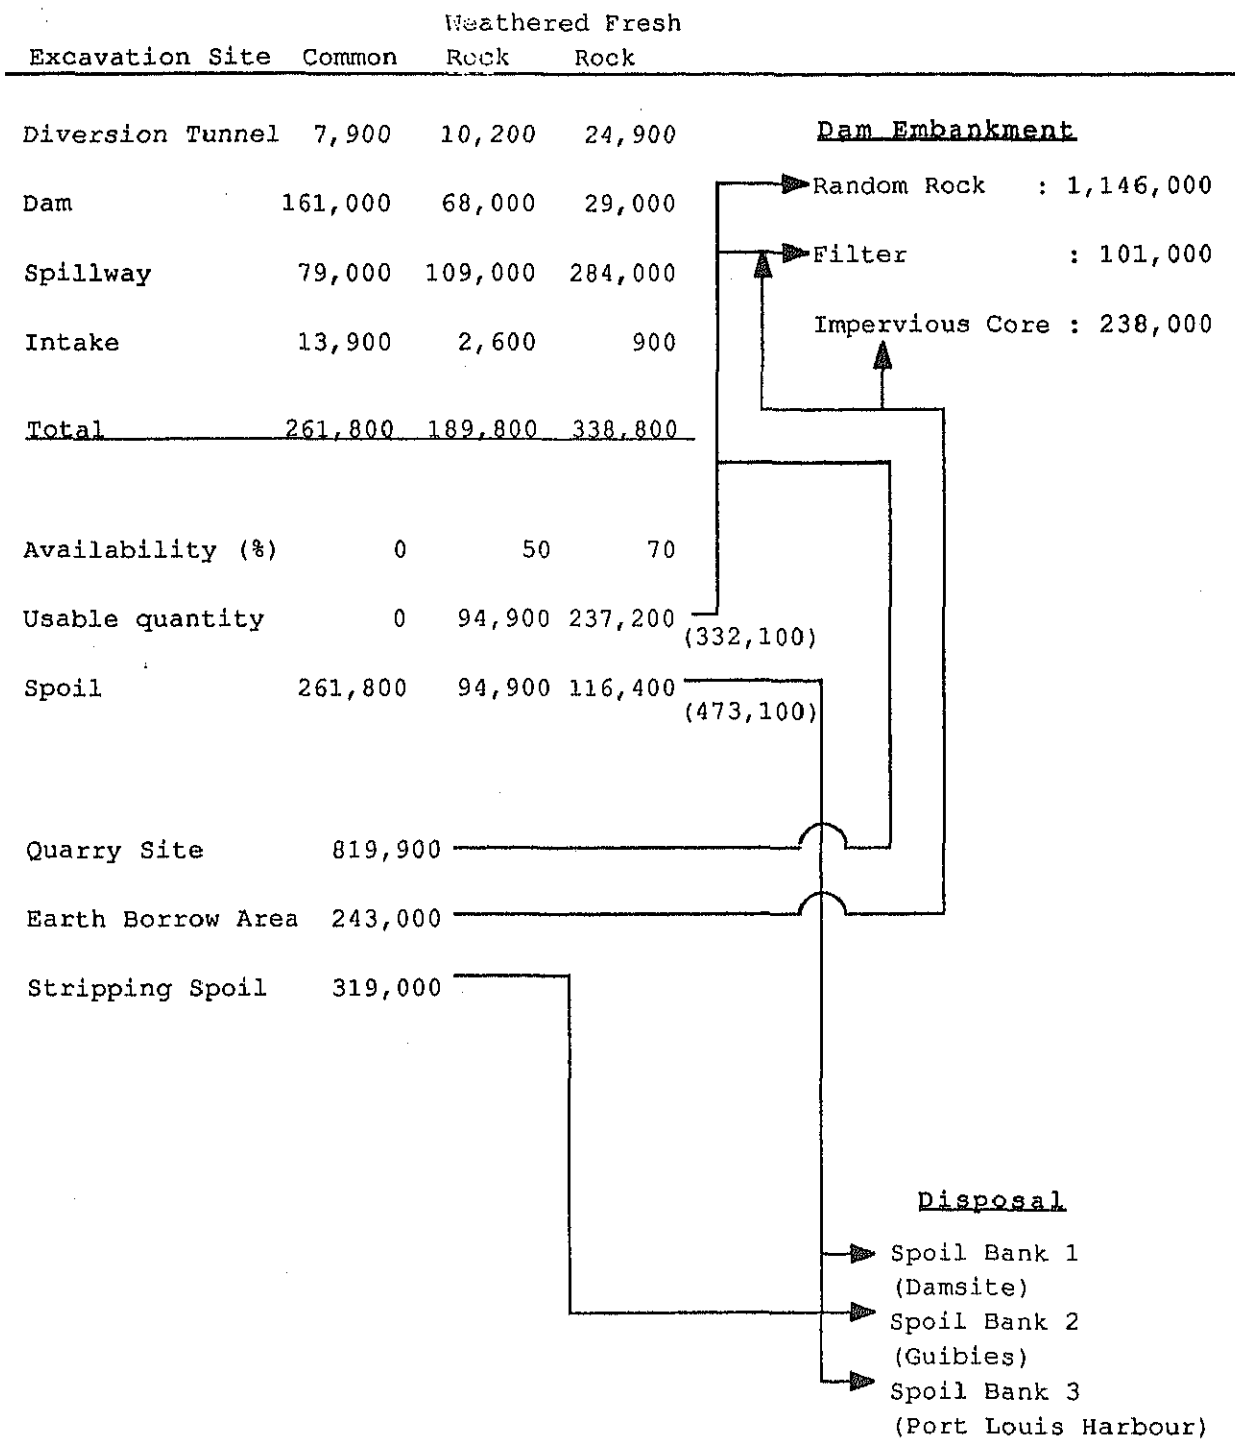 Weathered Fresh
Excavation Site Common Rock Rock
Diversion Tunnel 7,900 10,200 24,900 Dam Embankment
Random Rock : 1,146,000
Dam 161,000 68,000 29,000
Filter : 101,000
Spillway 79,000 109,000 284,000
Impervious Core : 238,000
Intake 13,900 2,600 900
Total 261,800 189,800 338,800
Availability (%) 0 50 70
Usable quantity 0 94,900 237,200
(332,100)
Spoil 261,800 94,900 116,400
(473,100)
Quarry Site 819,900
Earth Borrow Area 243,000
Stripping Spoil 319,000
Disposal
Spoil Bank 1
(Damsite)
Spoil Bank 2
(Guibies)
Spoil Bank 3
(Port Louis Harbour)